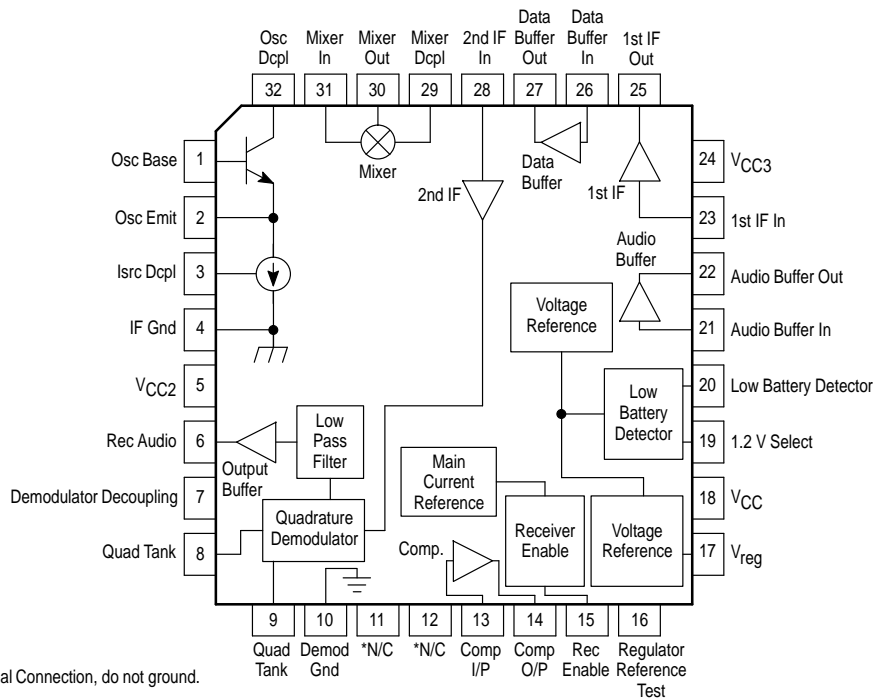 Osc Dcpl
Mixer In
Mixer Out
Mixer Dcpl
2nd IF In
Data Buffer Out
Data Buffer In
1st IF Out
32
31
30
29
28
27
26
25
Osc Base
1
Osc Emit
2
Isrc Dcpl
3
IF Gnd
4
VCC2
5
Rec Audio
6
Demodulator Decoupling
7
Quad Tank
8
24
VCC3
23
1st IF In
22
Audio Buffer Out
21
Audio Buffer In
20
Low Battery Detector
19
1.2 V Select
18
VCC
17
Vreg
Mixer
2nd IF
Data Buffer
1st IF
Audio Buffer
Voltage Reference
Low Battery Detector
Low Pass Filter
Output Buffer
Main Current Reference
Quadrature Demodulator
Comp.
Receiver Enable
Voltage Reference
9
10
11
12
13
14
15
16
Quad Tank
Demod Gnd
*N/C
*N/C
Comp I/P
Comp O/P
Rec Enable
Regulator Reference Test
al Connection, do not ground.